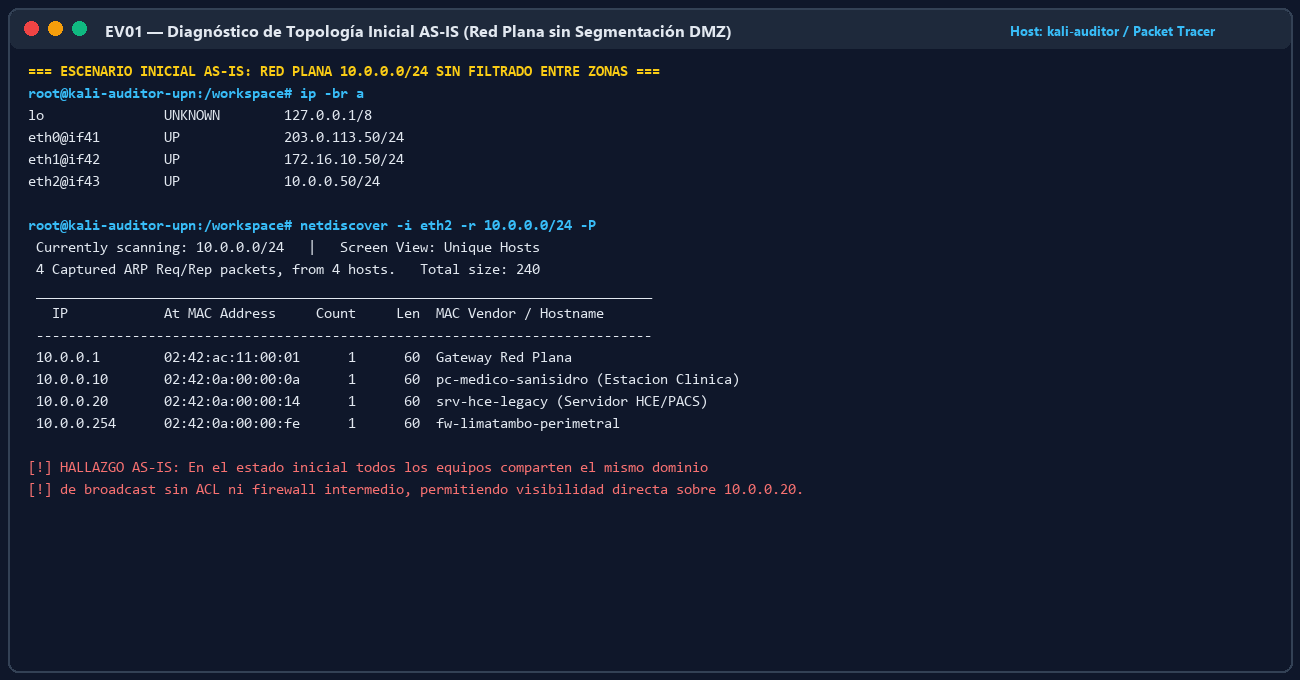 EV01 — Diagnóstico de Topología Inicial AS-IS (Red Plana sin Segmentación DMZ)
Host: kali-auditor / Packet Tracer
=== ESCENARIO INICIAL AS-IS: RED PLANA 10.0.0.0/24 SIN FILTRADO ENTRE ZONAS ===
root@kali-auditor-upn:/workspace# ip -br a
lo               UNKNOWN        127.0.0.1/8
eth0@if41        UP             203.0.113.50/24
eth1@if42        UP             172.16.10.50/24
eth2@if43        UP             10.0.0.50/24
root@kali-auditor-upn:/workspace# netdiscover -i eth2 -r 10.0.0.0/24 -P
Currently scanning: 10.0.0.0/24   |   Screen View: Unique Hosts
4 Captured ARP Req/Rep packets, from 4 hosts.   Total size: 240
_____________________________________________________________________________
IP            At MAC Address     Count     Len  MAC Vendor / Hostname
-----------------------------------------------------------------------------
10.0.0.1        02:42:ac:11:00:01      1      60  Gateway Red Plana
10.0.0.10       02:42:0a:00:00:0a      1      60  pc-medico-sanisidro (Estacion Clinica)
10.0.0.20       02:42:0a:00:00:14      1      60  srv-hce-legacy (Servidor HCE/PACS)
10.0.0.254      02:42:0a:00:00:fe      1      60  fw-limatambo-perimetral
[!] HALLAZGO AS-IS: En el estado inicial todos los equipos comparten el mismo dominio
[!] de broadcast sin ACL ni firewall intermedio, permitiendo visibilidad directa sobre 10.0.0.20.